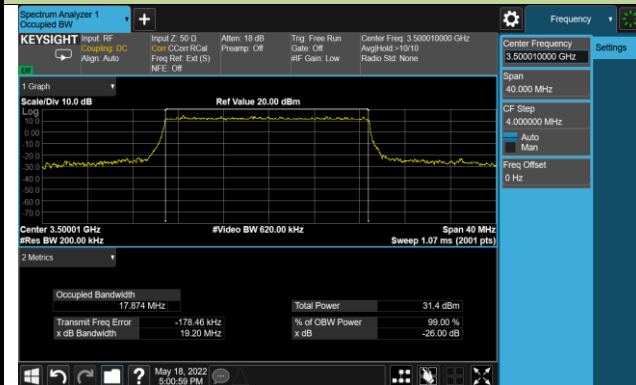 Spectrum Analyzer 1
Occupied BW
+
Frequency
KEYSIGHT Input: RF Input Z: 50 Ω Atten: 18 dB Trig: Free Run Center Freq: 3.500010000 GHz
Coupling: DC Corr CCorr RCal Preamp: Off Gate: Off Avg|Hold:>10/10
Align: Auto Freq Ref: Ext (S) #IF Gain: Low Radio Std: None
NFE: Off
Center Frequency
3.500010000 GHz
Settings
Span
40.000 MHz
CF Step
4.000000 MHz
Auto
Man
Freq Offset
0 Hz
1 Graph
Scale/Div 10.0 dB Ref Value 20.00 dBm
Log
10.0
0.00
-10.0
-20.0
-30.0
-40.0
-50.0
-60.0
-70.0
Center 3.50001 GHz #Video BW 620.00 kHz Span 40 MHz
#Res BW 200.00 kHz Sweep 1.07 ms (2001 pts)
2 Metrics
Occupied Bandwidth
17.874 MHz Total Power 31.4 dBm
Transmit Freq Error -178.46 kHz % of OBW Power 99.00 %
x dB Bandwidth 19.20 MHz x dB -26.00 dB
? May 18, 2022
5:00:59 PM